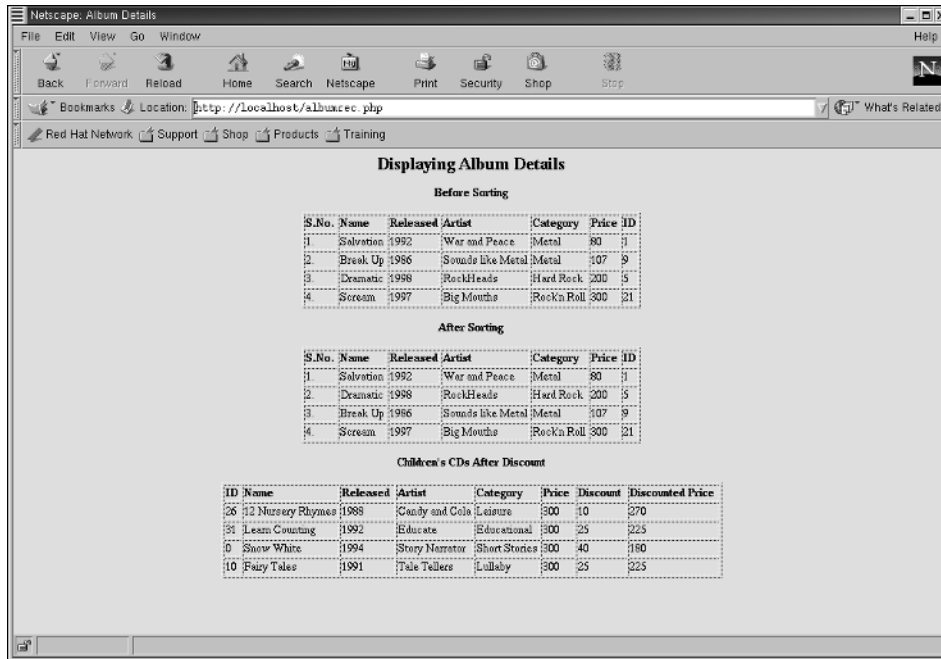 Netscape: Album Details
File Edit View Go Window Help
Back Forward Reload Home Search Netscape Print Security Shop Stop
N
Bookmarks Location: http://localhost/albumrec.php What's Related
Red Hat Network Support Shop Products Training
Displaying Album Details
Before Sorting
S.No. Name Released Artist Category Price ID
1. Salvation 1992 War and Peace Metal 80 1
2. Break Up 1986 Sounds like Metal Metal 107 9
3. Dramatic 1998 RockHeads Hard Rock 200 5
4. Scream 1997 Big Mouths Rock'n Roll 300 21
After Sorting
S.No. Name Released Artist Category Price ID
1. Salvation 1992 War and Peace Metal 80 1
2. Dramatic 1998 RockHeads Hard Rock 200 5
3. Break Up 1986 Sounds like Metal Metal 107 9
4. Scream 1997 Big Mouths Rock'n Roll 300 21
Children's CDs After Discount
ID Name Released Artist Category Price Discount Discounted Price
26 12 Nursery Rhymes 1988 Candy and Cola Leisure 300 10 270
31 Learn Counting 1992 Educate Educational 300 25 225
0 Snow White 1994 Story Narrator Short Stories 300 40 180
10 Fairy Tales 1991 Tale Tellers Lullaby 300 25 225